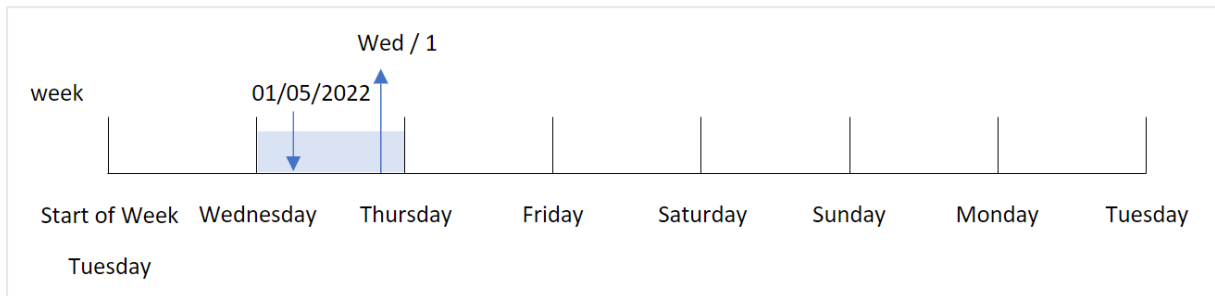 Wed / 1
week 01/05/2022
Start of Week Wednesday Thursday Friday Saturday Sunday Monday Tuesday
Tuesday